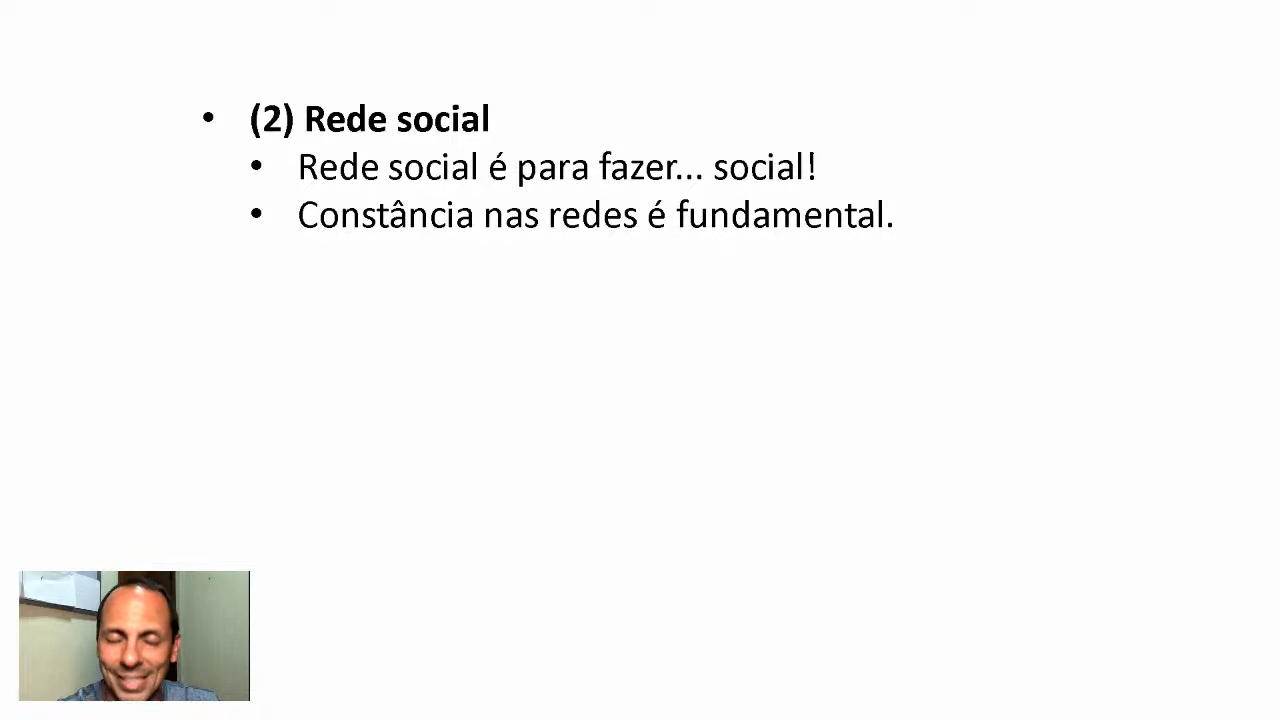 • (2) Rede social
• Rede social é para fazer... social!
• Constância nas redes é fundamental.